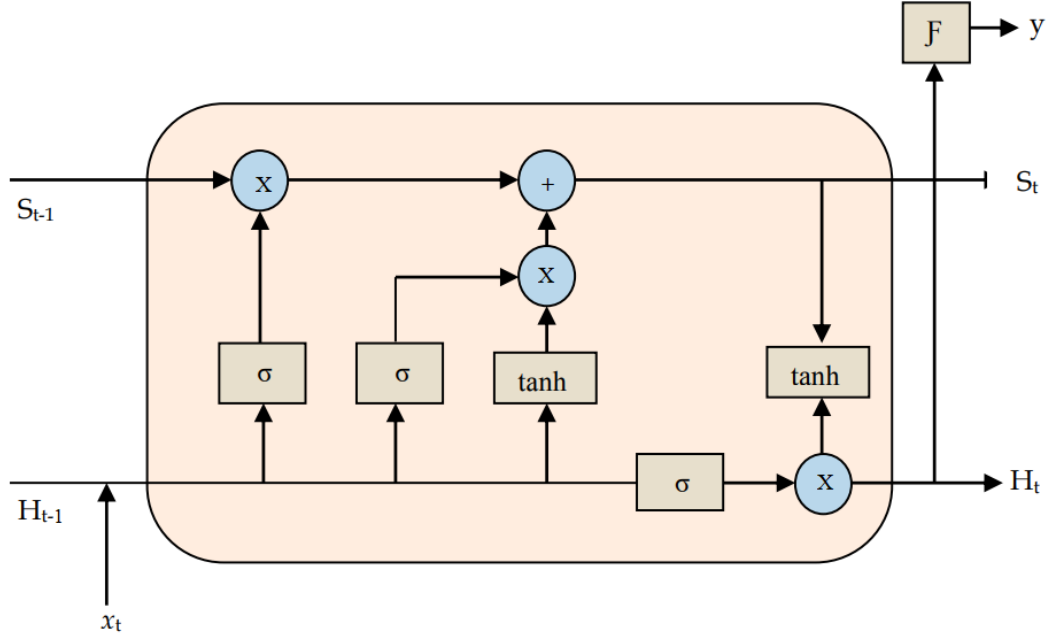 Ƒ
y
X
+
S_{t-1}
S_t
X
σ
σ
tanh
tanh
σ
X
H_{t-1}
H_t
x_t